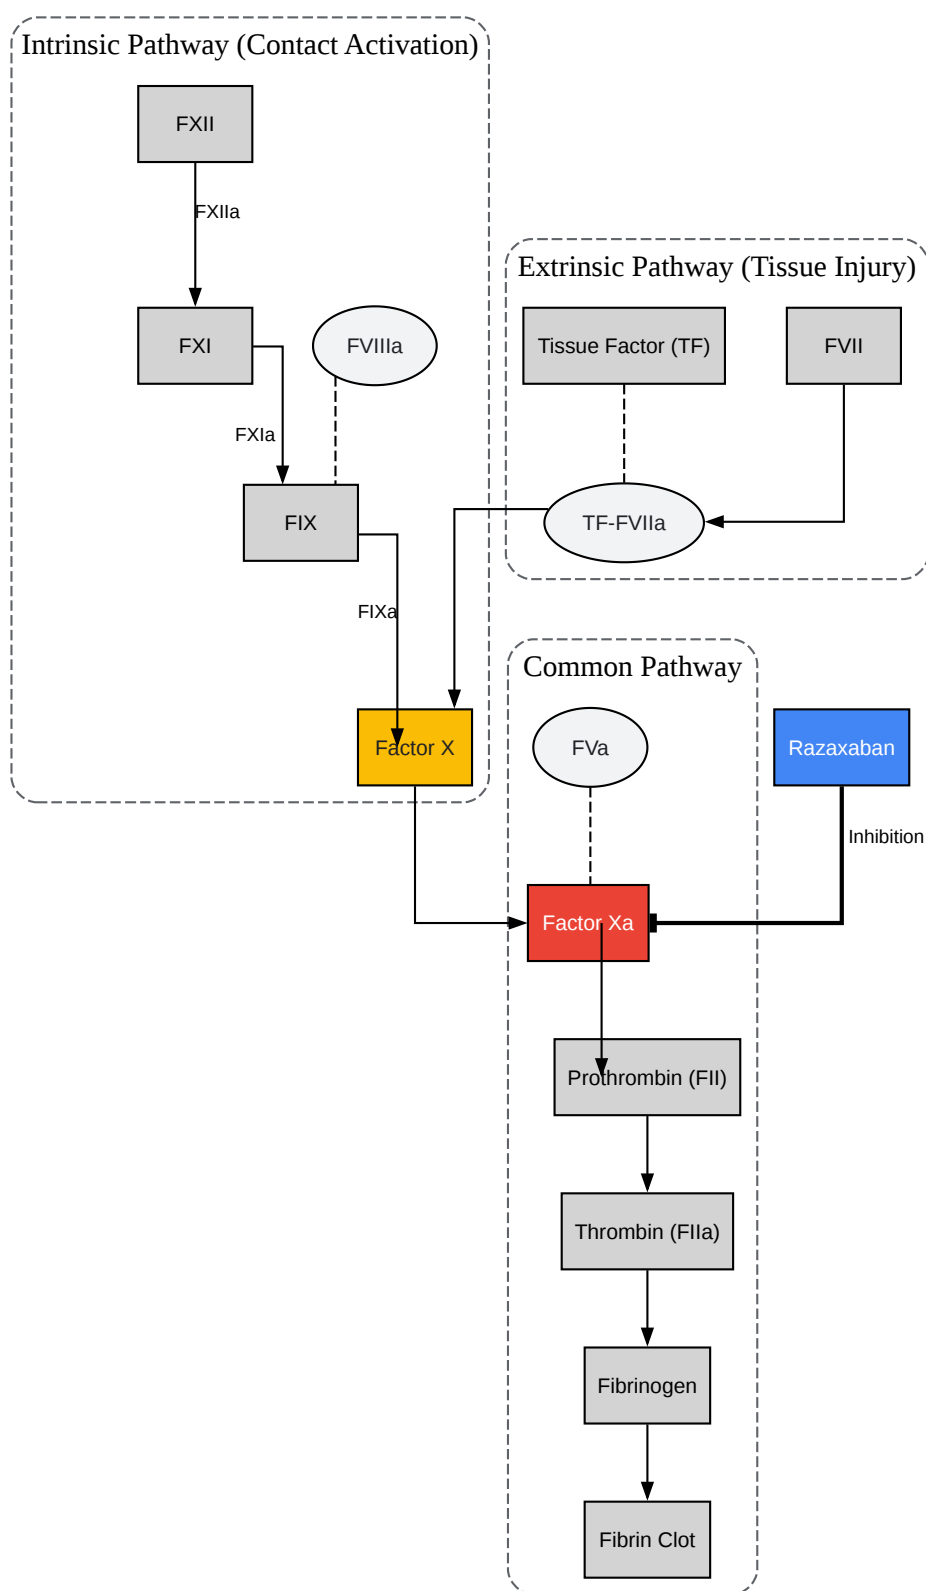 Intrinsic Pathway (Contact Activation)
FXII
FXIIa
FXI
FVIIIa
FXIa
FIX
FIXa
Factor X
Extrinsic Pathway (Tissue Injury)
Tissue Factor (TF)
FVII
TF-FVIIa
Common Pathway
FVa
Razaxaban
Inhibition
Factor Xa
Prothrombin (FII)
Thrombin (FIIa)
Fibrinogen
Fibrin Clot